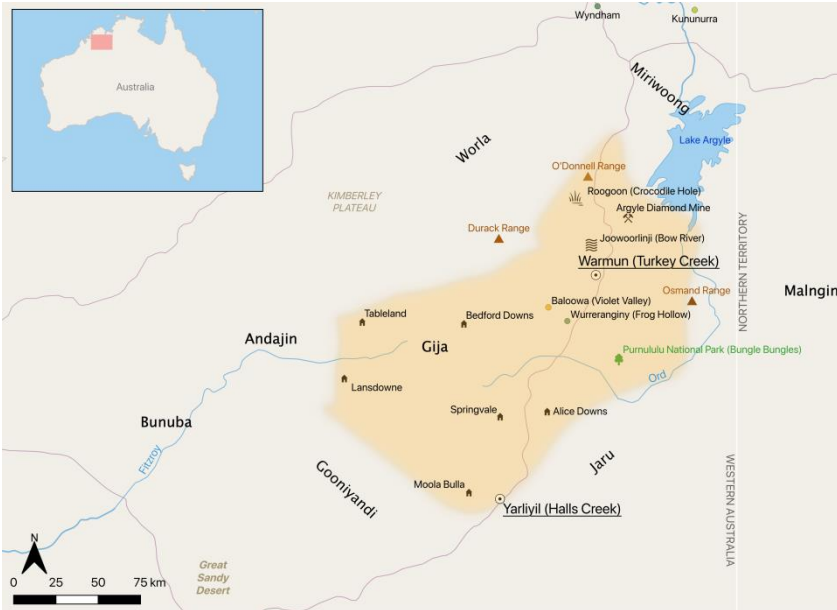 Wyndham
Kununurra
Australia
Miriwoong
Lake Argyle
Worla
O'Donnell Range
KIMBERLEY
PLATEAU
Roogoon (Crocodile Hole)
Argyle Diamond Mine
Durack Range
Joowoorlinji (Bow River)
NORTHERN TERRITORY
Warmun (Turkey Creek)
Osmand Range
Malngin
Baloowa (Violet Valley)
Tableland
Bedford Downs
Wurreranginy (Frog Hollow)
Andajin
Gija
Purnululu National Park (Bungle Bungles)
Ord
Lansdowne
Springvale
Alice Downs
Bunuba
Fitzroy
Gooniyandi
Jaru
Moola Bulla
WESTERN AUSTRALIA
Yarliyil (Halls Creek)
N
Great
Sandy
Desert
0 25 50 75 km